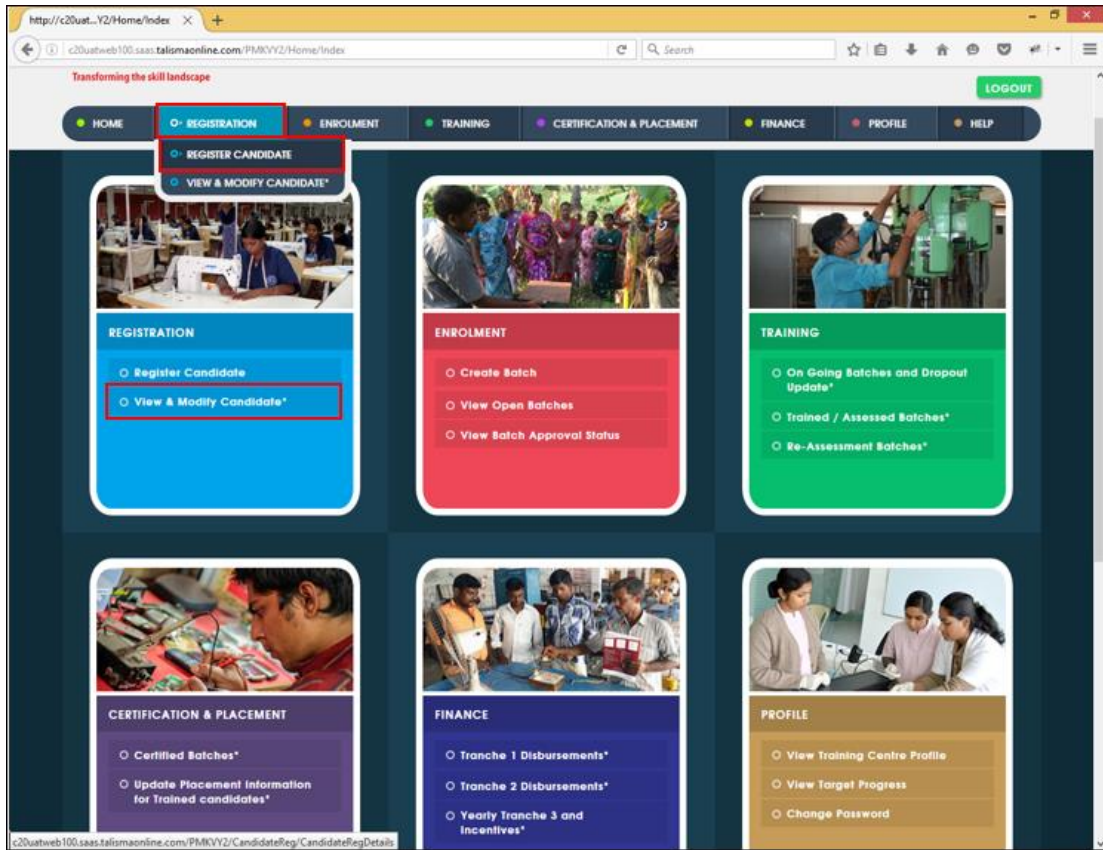 http://c20uat...Y2/Home/Index
c20uatweb100.saas.talismaonline.com/PMKVY2/Home/Index
Search
Transforming the skill landscape
LOGOUT
HOME
REGISTRATION
ENROLMENT
TRAINING
CERTIFICATION & PLACEMENT
FINANCE
PROFILE
HELP
REGISTER CANDIDATE
VIEW & MODIFY CANDIDATE*
REGISTRATION
Register Candidate
View & Modify Candidate*
ENROLMENT
Create Batch
View Open Batches
View Batch Approval Status
TRAINING
On Going Batches and Dropout
Update*
Trained / Assessed Batches*
Re-Assessment Batches*
CERTIFICATION & PLACEMENT
Certified Batches*
Update Placement Information
for Trained candidates*
FINANCE
Tranche 1 Disbursements*
Tranche 2 Disbursements*
Yearly Tranche 3 and
Incentives*
PROFILE
View Training Centre Profile
View Target Progress
Change Password
c20uatweb100.saas.talismaonline.com/PMKVY2/CandidateReg/CandidateRegDetails